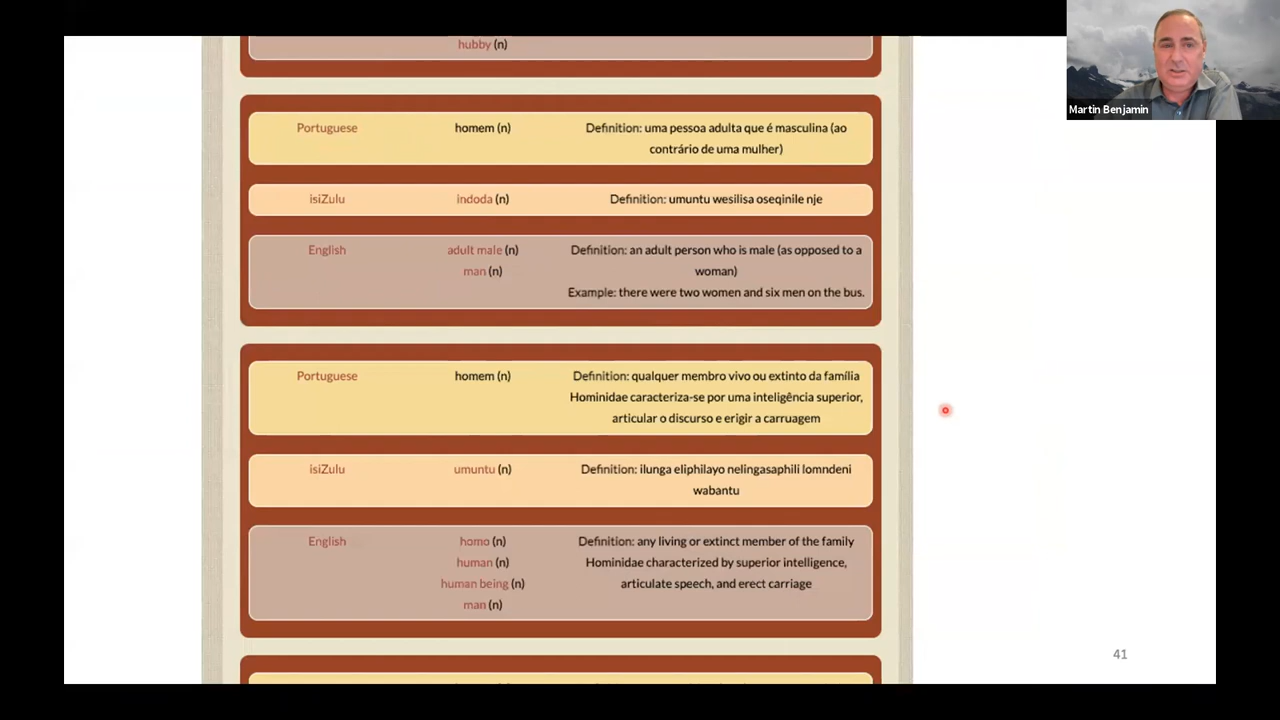 hubby (n)
Martin Benjamin
Portuguese homem (n) Definition: uma pessoa adulta que é masculina (ao
contrário de uma mulher)
isiZulu indoda (n) Definition: umuntu wesilisa oseqinile nje
English adult male (n) Definition: an adult person who is male (as opposed to a
man (n) woman)
Example: there were two women and six men on the bus.
Portuguese homem (n) Definition: qualquer membro vivo ou extinto da família
Hominidae caracteriza-se por uma inteligência superior,
articular o discurso e erigir a carruagem
isiZulu umuntu (n) Definition: ilunga eliphilayo nelingasaphili lomndeni
wabantu
English homo (n) Definition: any living or extinct member of the family
human (n) Hominidae characterized by superior intelligence,
human being (n) articulate speech, and erect carriage
man (n)
41